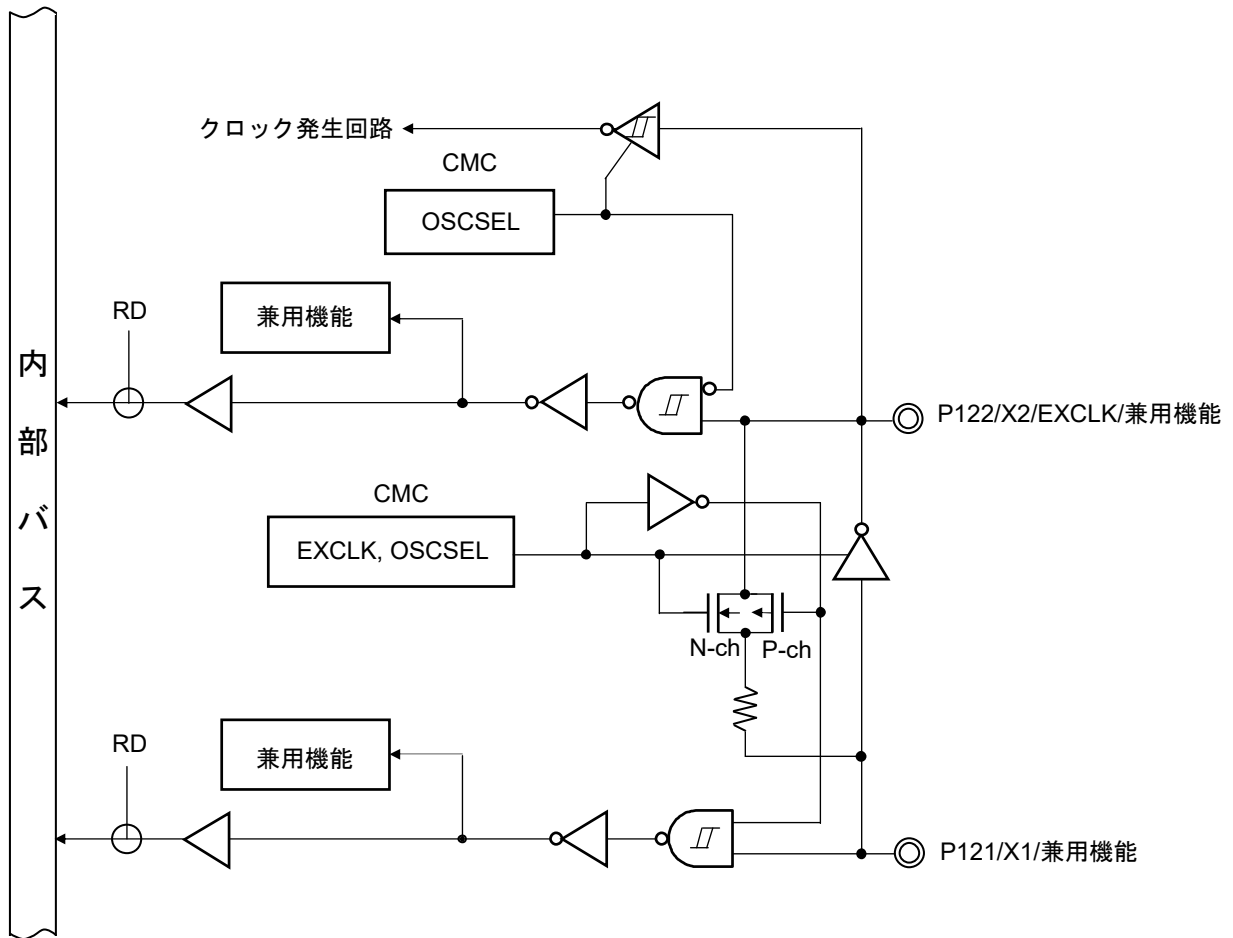 クロック発生回路
CMC
OSCSEL
兼用機能
RD
P122/X2/EXCLK/兼用機能
内部バス
CMC
EXCLK, OSCSEL
N-ch
P-ch
兼用機能
RD
P121/X1/兼用機能